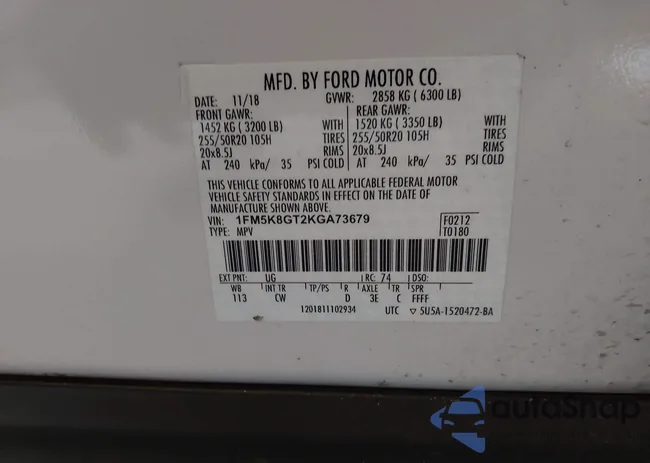 MFD. BY FORD MOTOR CO.
DATE: 11/18 GVWR: 2858 KG ( 6300 LB)
FRONT GAWR: REAR GAWR:
1452 KG ( 3200 LB) WITH 1520 KG ( 3350 LB) WITH
255/50R20 105H TIRES 255/50R20 105H TIRES
20x8.5J RIMS 20x8.5J RIMS
AT 240 kPa/ 35 PSI COLD AT 240 kPa/ 35 PSI COLD
THIS VEHICLE CONFORMS TO ALL APPLICABLE FEDERAL MOTOR
VEHICLE SAFETY STANDARDS IN EFFECT ON THE DATE OF
MANUFACTURE SHOWN ABOVE.
VIN: 1FM5K8GT2KGA73679 F0212
TYPE: MPV T0180
EXT PNT: UG RC: 74 DSO:
WB INT TR TP/PS R AXLE TR SPR
113 CW D 3E C FFFF
1201811102934 UTC ▽ 5U5A-1520472-BA
autoSnap